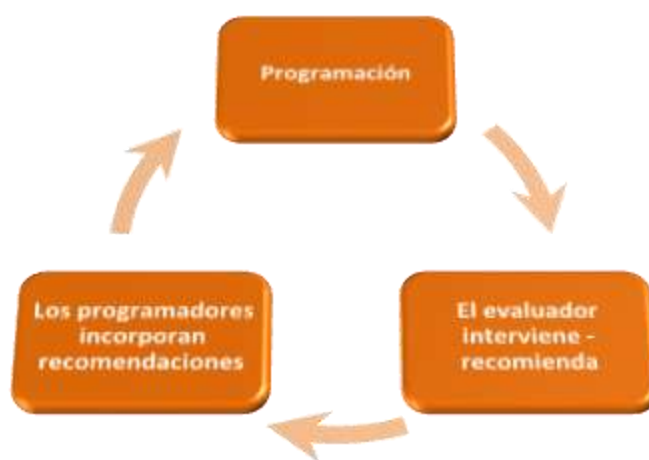 Programación
El evaluador
interviene -
recomienda
Los programadores
incorporan
recomendaciones